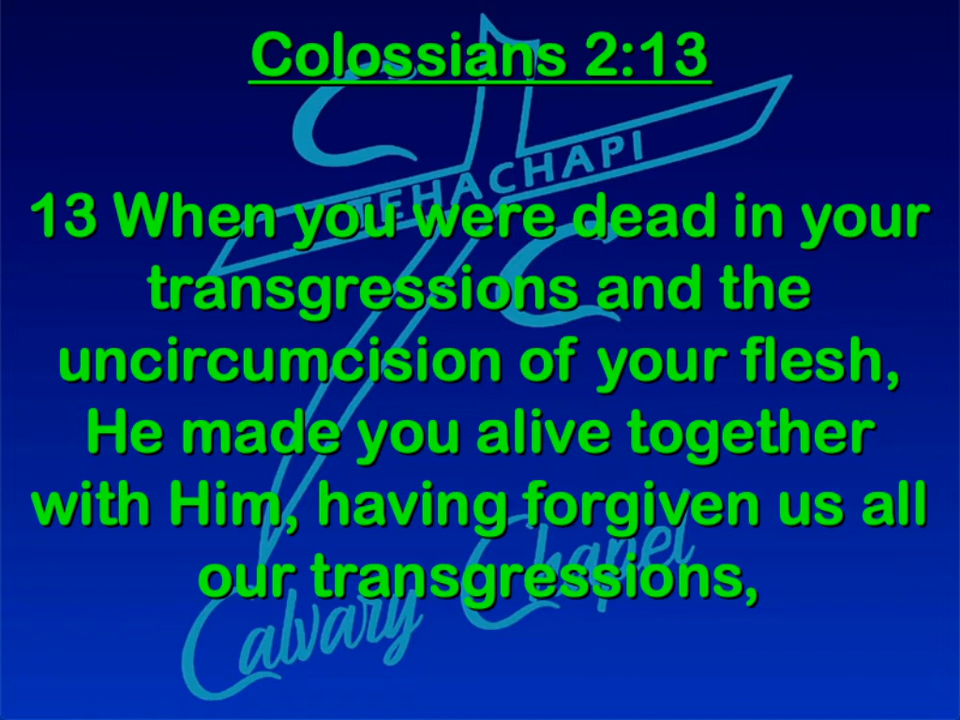 Colossians 2:13
TEHACHAPI
13 When you were dead in your
transgressions and the
uncircumcision of your flesh,
He made you alive together
with Him, having forgiven us all
our transgressions,
Calvary Chapel